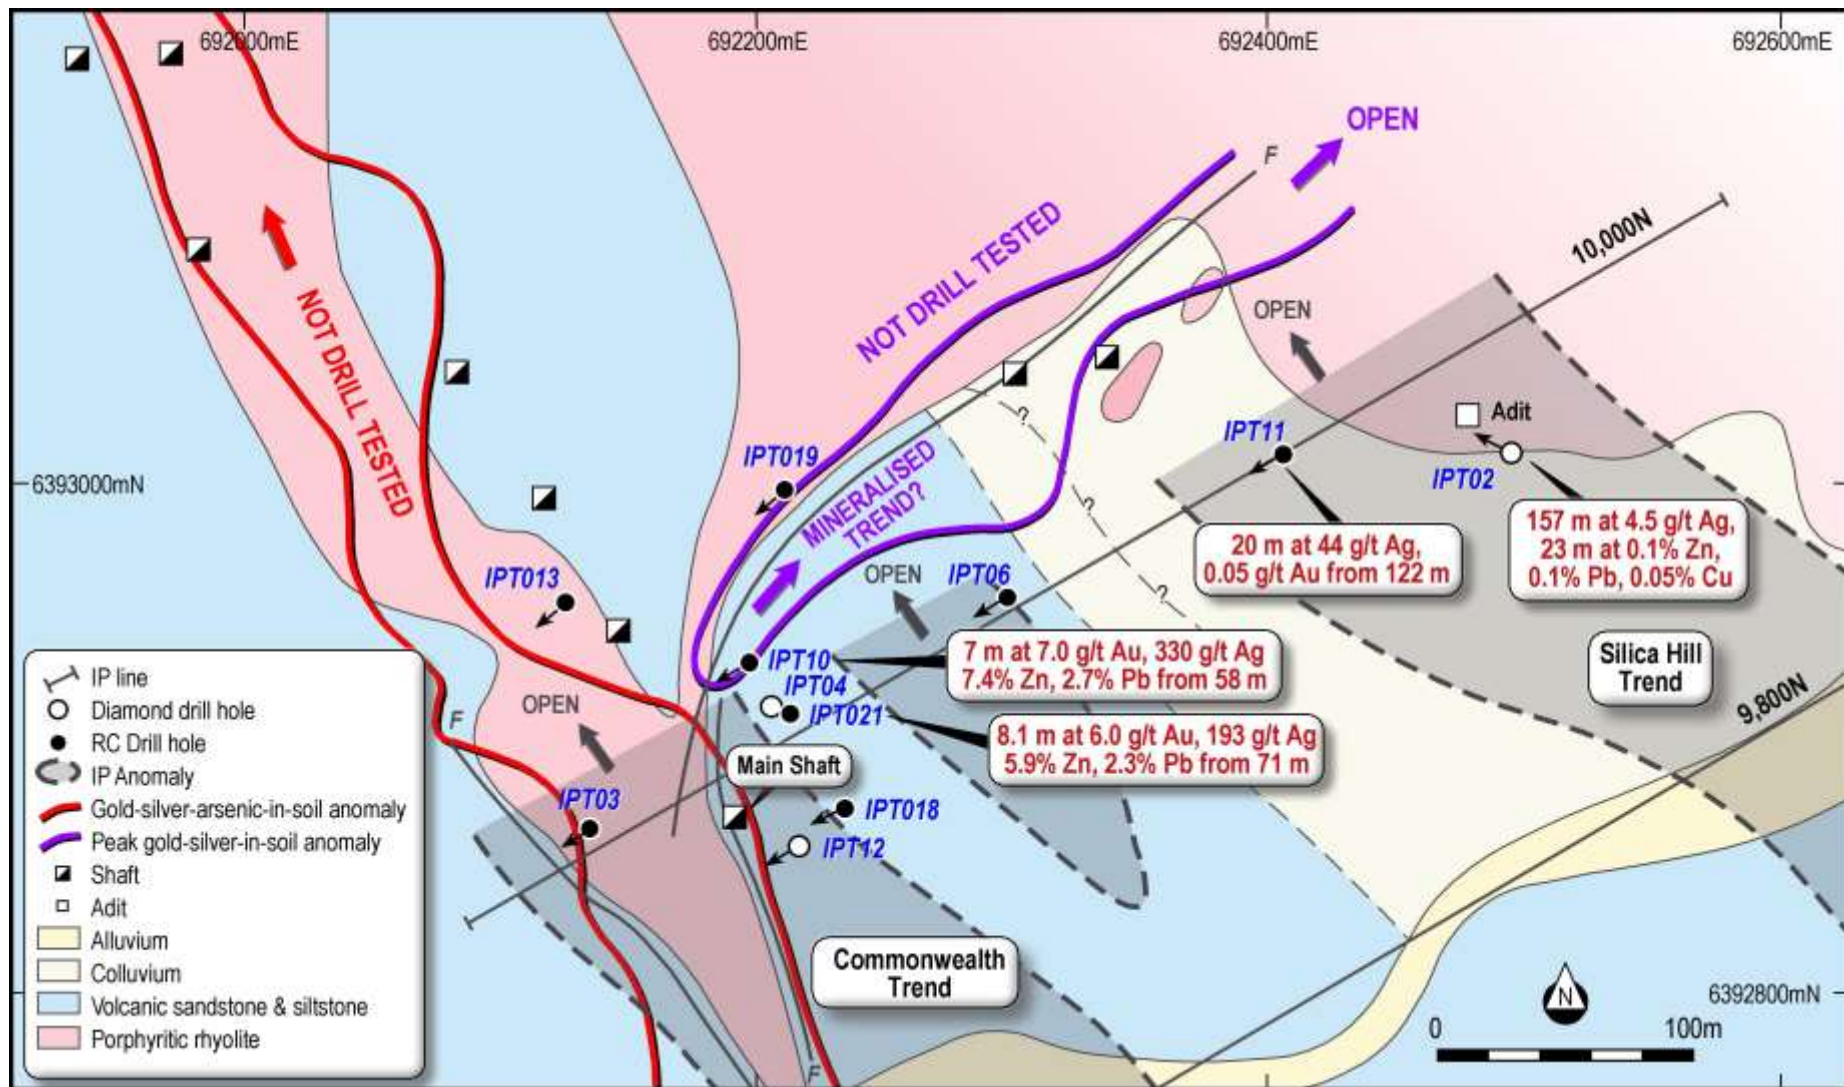 692000mE
692200mE
692400mE
692600mE
OPEN
F
10,000N
NOT DRILL TESTED
NOT DRILL TESTED
OPEN
?
Adit
IPT11
IPT02
IPT019
MINERALISED
TREND?
6393000mN
?
157 m at 4.5 g/t Ag,
23 m at 0.1% Zn,
0.1% Pb, 0.05% Cu
20 m at 44 g/t Ag,
0.05 g/t Au from 122 m
IPT013
OPEN
IPT06
?
7 m at 7.0 g/t Au, 330 g/t Ag
7.4% Zn, 2.7% Pb from 58 m
Silica Hill
Trend
IPT10
IPT04
IPT021
9,800N
OPEN
F
8.1 m at 6.0 g/t Au, 193 g/t Ag
5.9% Zn, 2.3% Pb from 71 m
Main Shaft
IPT03
IPT018
IPT12
Commonwealth
Trend
6392800mN
N
0
100m
F
IP line
Diamond drill hole
RC Drill hole
IP Anomaly
Gold-silver-arsenic-in-soil anomaly
Peak gold-silver-in-soil anomaly
Shaft
Adit
Alluvium
Colluvium
Volcanic sandstone & siltstone
Porphyritic rhyolite